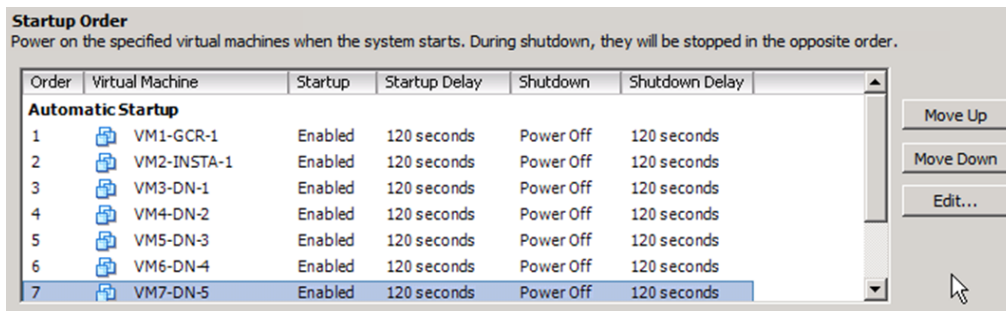 Startup Order
Power on the specified virtual machines when the system starts. During shutdown, they will be stopped in the opposite order.
Order Virtual Machine Startup Startup Delay Shutdown Shutdown Delay
Automatic Startup
1 VM1-GCR-1 Enabled 120 seconds Power Off 120 seconds
2 VM2-INSTA-1 Enabled 120 seconds Power Off 120 seconds
3 VM3-DN-1 Enabled 120 seconds Power Off 120 seconds
4 VM4-DN-2 Enabled 120 seconds Power Off 120 seconds
5 VM5-DN-3 Enabled 120 seconds Power Off 120 seconds
6 VM6-DN-4 Enabled 120 seconds Power Off 120 seconds
7 VM7-DN-5 Enabled 120 seconds Power Off 120 seconds
Move Up
Move Down
Edit...